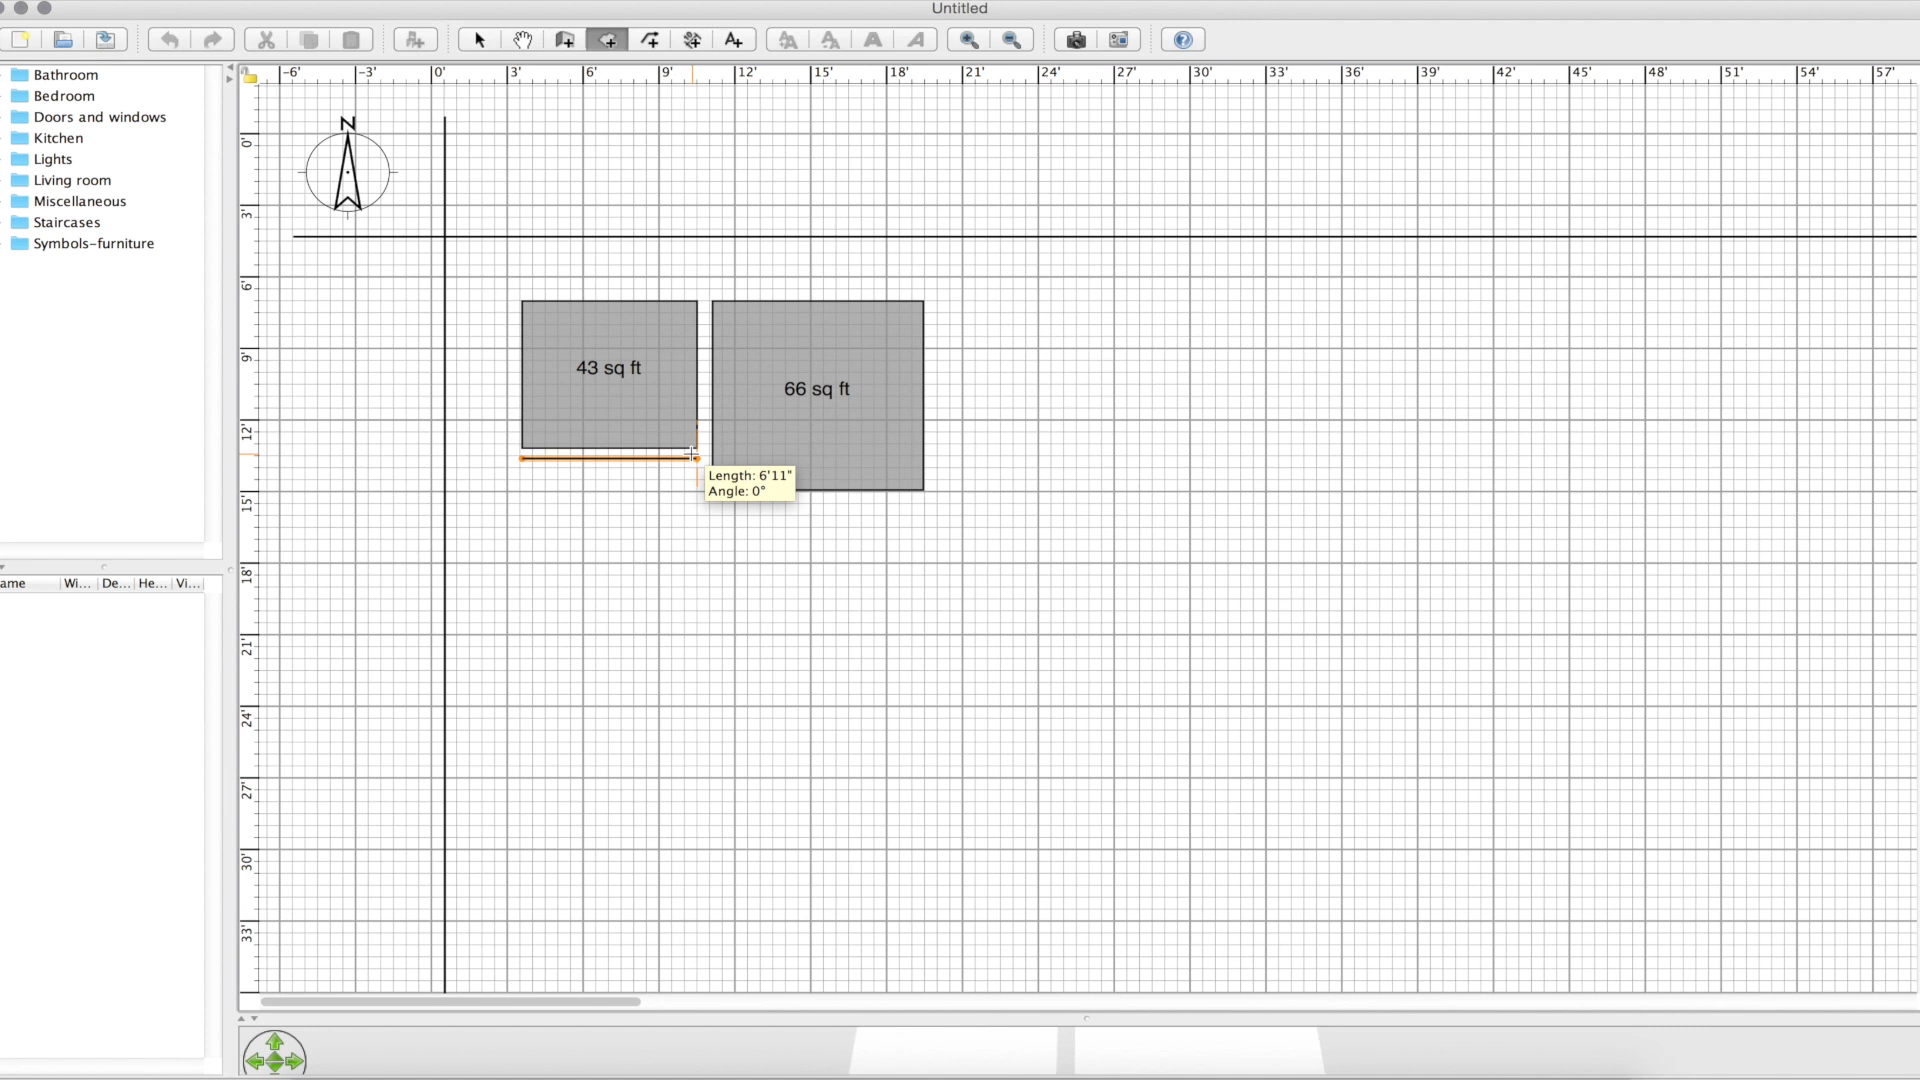 Untitled
-6' -3' 0' 3' 6' 9' 12' 15' 18' 21' 24' 27' 30' 33' 36' 39' 42' 45' 48' 51' 54' 57'
Bathroom
Bedroom
Doors and windows
Kitchen
Lights
Living room
Miscellaneous
Staircases
Symbols-furniture
N
0'
3'
6'
9'
12'
15'
18'
21'
24'
27'
30'
33'
43 sq ft
66 sq ft
Length: 6'11"
Angle: 0°
ame Wi... De... He... Vi...